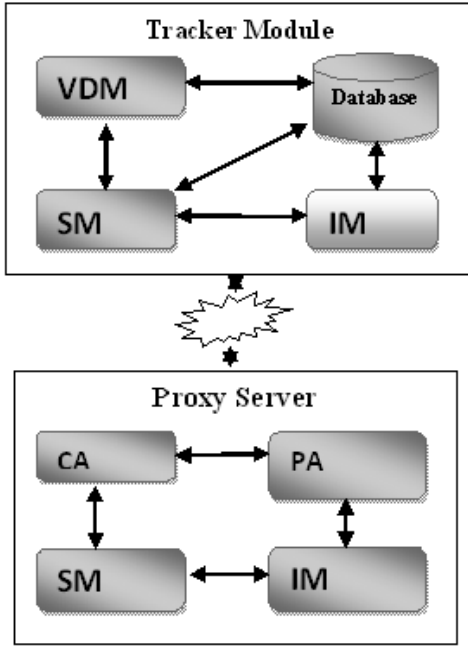 Tracker Module
VDM
Database
SM
IM
Proxy Server
CA
PA
SM
IM